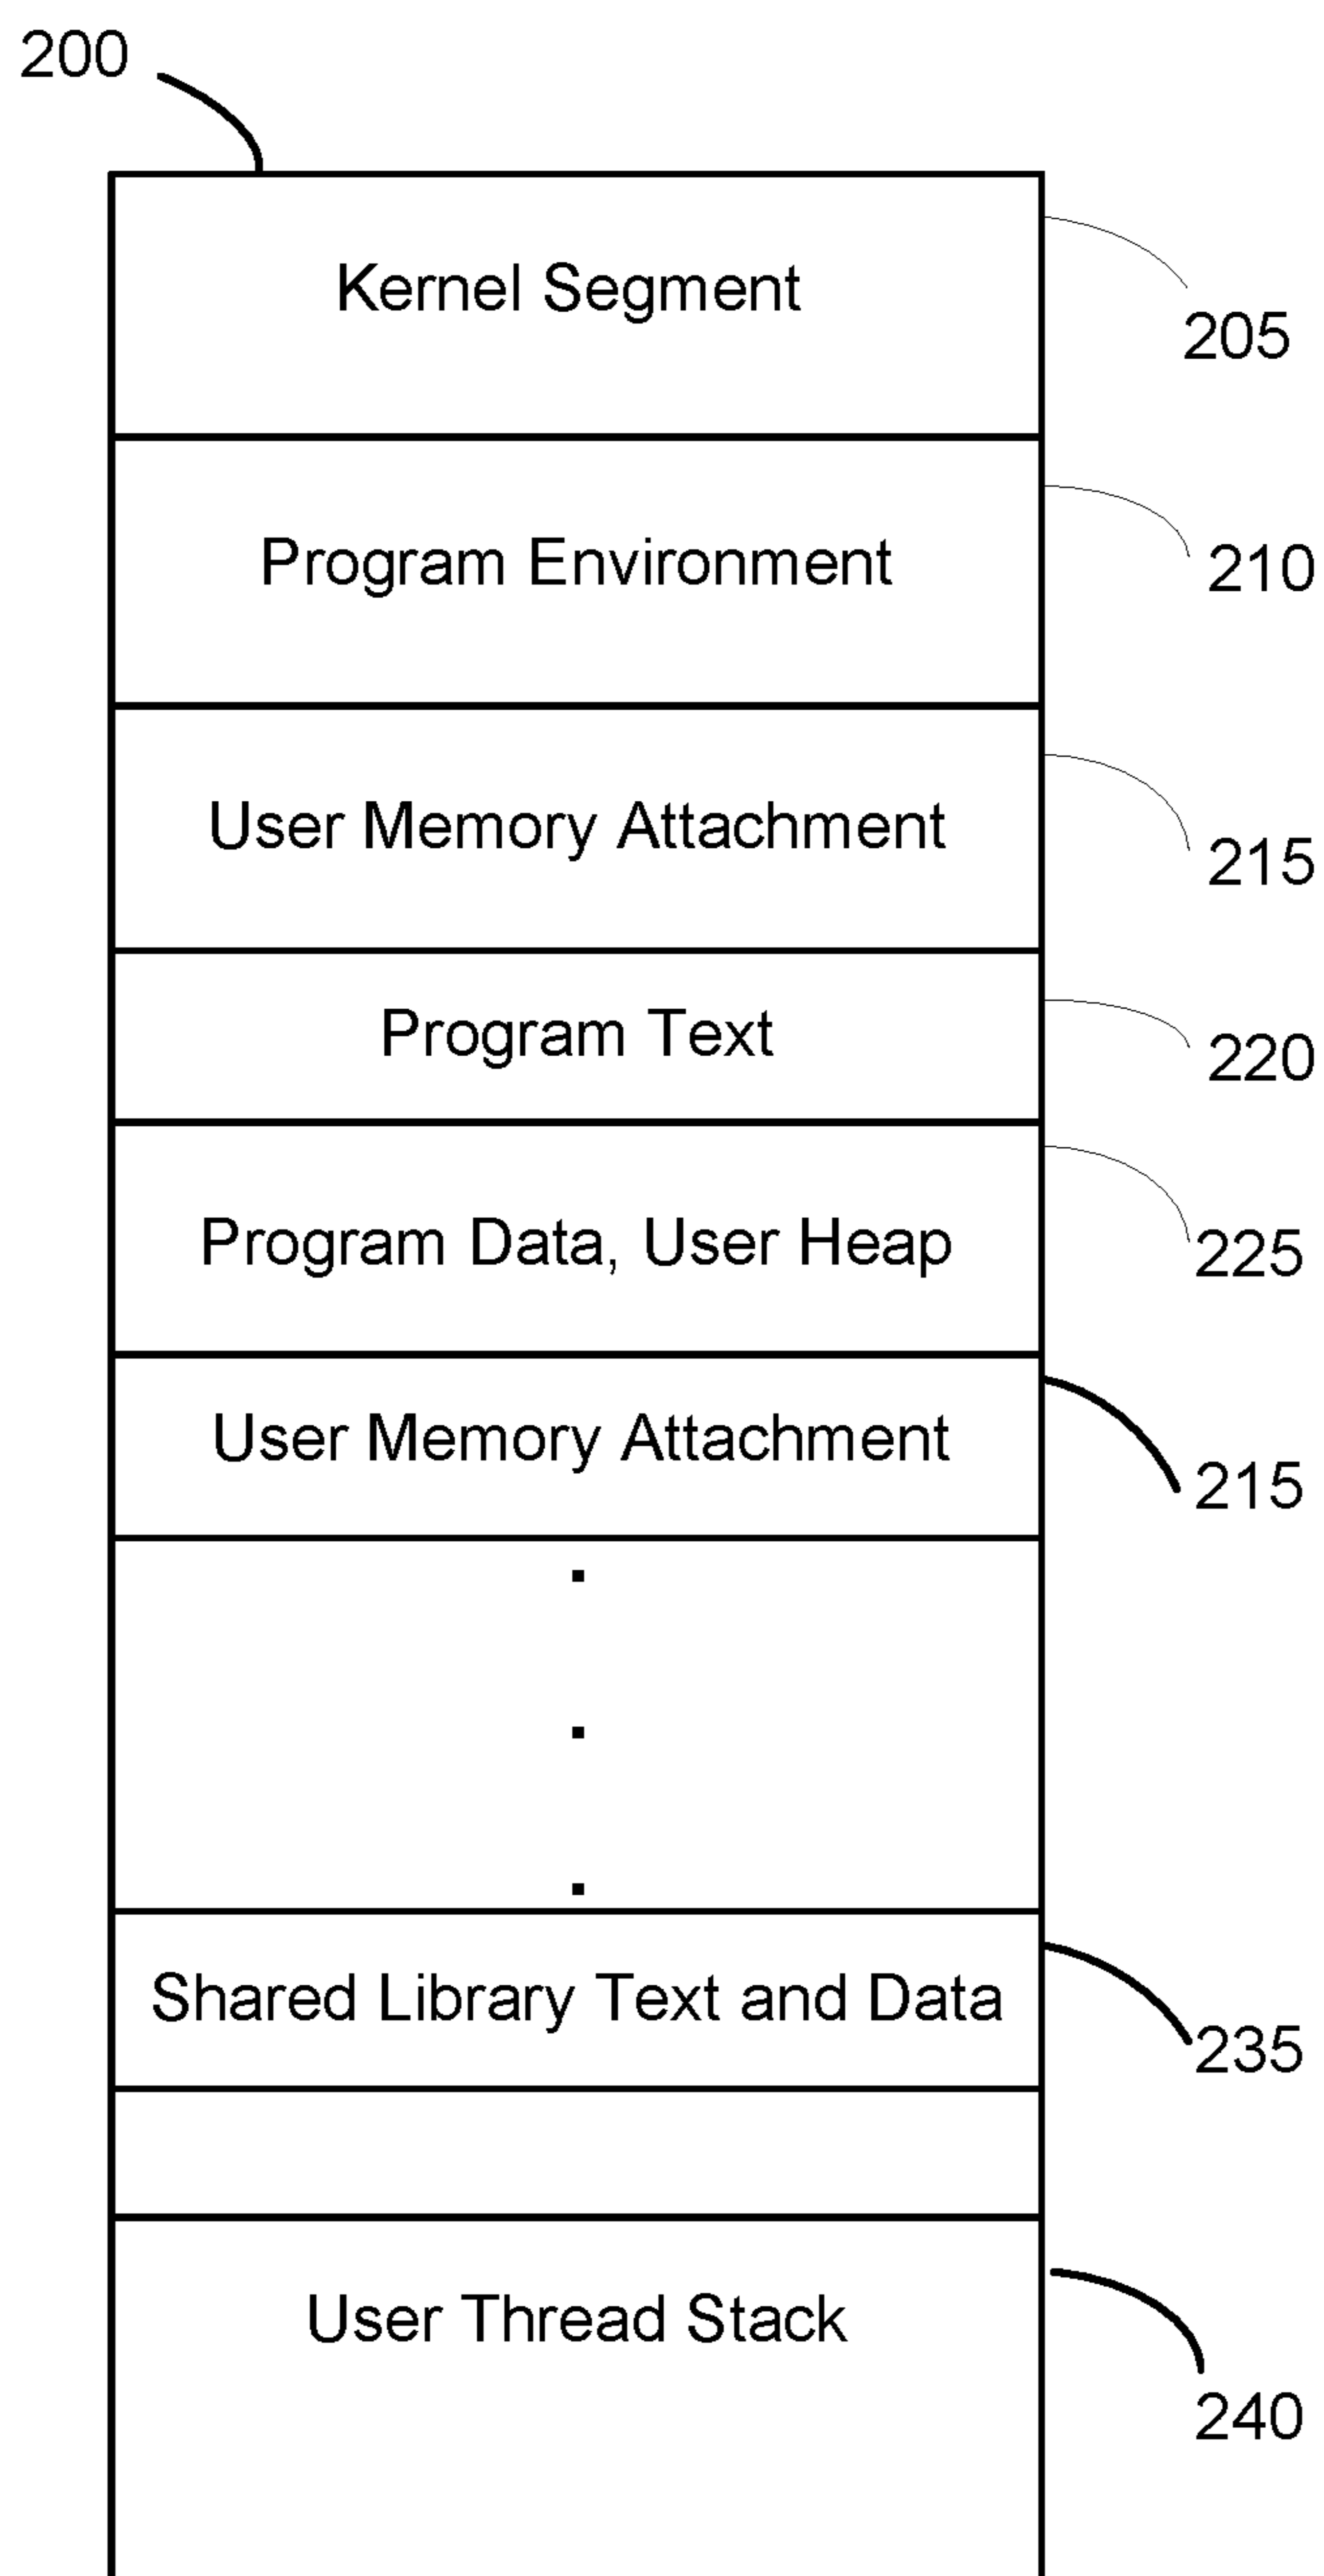 200
Kernel Segment
205
Program Environment
210
User Memory Attachment
215
Program Text
220
Program Data, User Heap
225
User Memory Attachment
215
.
.
.
Shared Library Text and Data
235
User Thread Stack
240